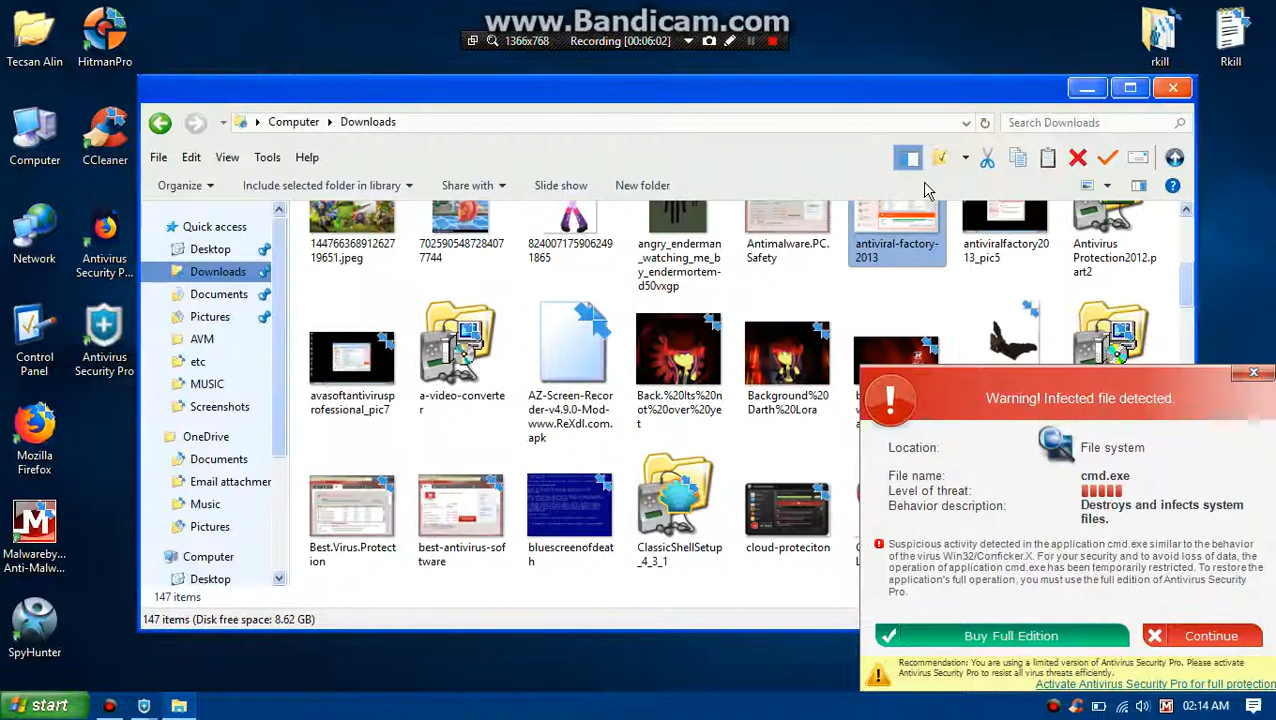 www.Bandicam.com
1366x768
Recording [00:06:02]
Tecsan Alin
HitmanPro
rkill
Rkill
Computer
CCleaner
Network
Antivirus
Security P...
Control
Panel
Antivirus
Security Pro
Mozilla
Firefox
Malwareby...
Anti-Malw...
SpyHunter
Computer
Downloads
Search Downloads
File
Edit
View
Tools
Help
Organize
Include selected folder in library
Share with
Slide show
New folder
Quick access
Desktop
Downloads
Documents
Pictures
AVM
etc
MUSIC
Screenshots
OneDrive
Documents
Email attachme
Music
Pictures
Computer
Desktop
144766368912627
19651.jpeg
702590548728407
7744
824007175906249
1865
angry_enderman
_watching_me_b
y_endermortem-
d50vxgp
Antimalware.PC.
Safety
antiviral-factory-
2013
antiviralfactory20
13_pic5
Antivirus
Protection2012.p
art2
avasoftantivirusp
rofessional_pic7
a-video-converte
r
AZ-Screen-Recor
der-v4.9.0-Mod-
www.ReXdl.com.
apk
Back.%20Its%20n
ot%20over%20ye
t
Background%20
Darth%20Lora
Best.Virus.Protect
ion
best-antivirus-sof
tware
bluescreenofdeat
h
ClassicShellSetup
_4_3_1
cloud-proteciton
147 items
147 items (Disk free space: 8.62 GB)
Warning! Infected file detected.
Location:
File system
File name:
cmd.exe
Level of threat:
Behavior description:
Destroys and infects system
files.
Suspicious activity detected in the application cmd.exe similar to the behavior
of the virus Win32/Conficker.X. For your security and to avoid loss of data, the
operation of application cmd.exe has been temporarily restricted. To restore the
application's full operation, you must use the full edition of Antivirus Security
Pro.
Buy Full Edition
Continue
Recommendation: You are using a limited version of Antivirus Security Pro. Please activate
Antivirus Security Pro to resist all virus threats efficiently.
Activate Antivirus Security Pro for full protection
start
02:14 AM